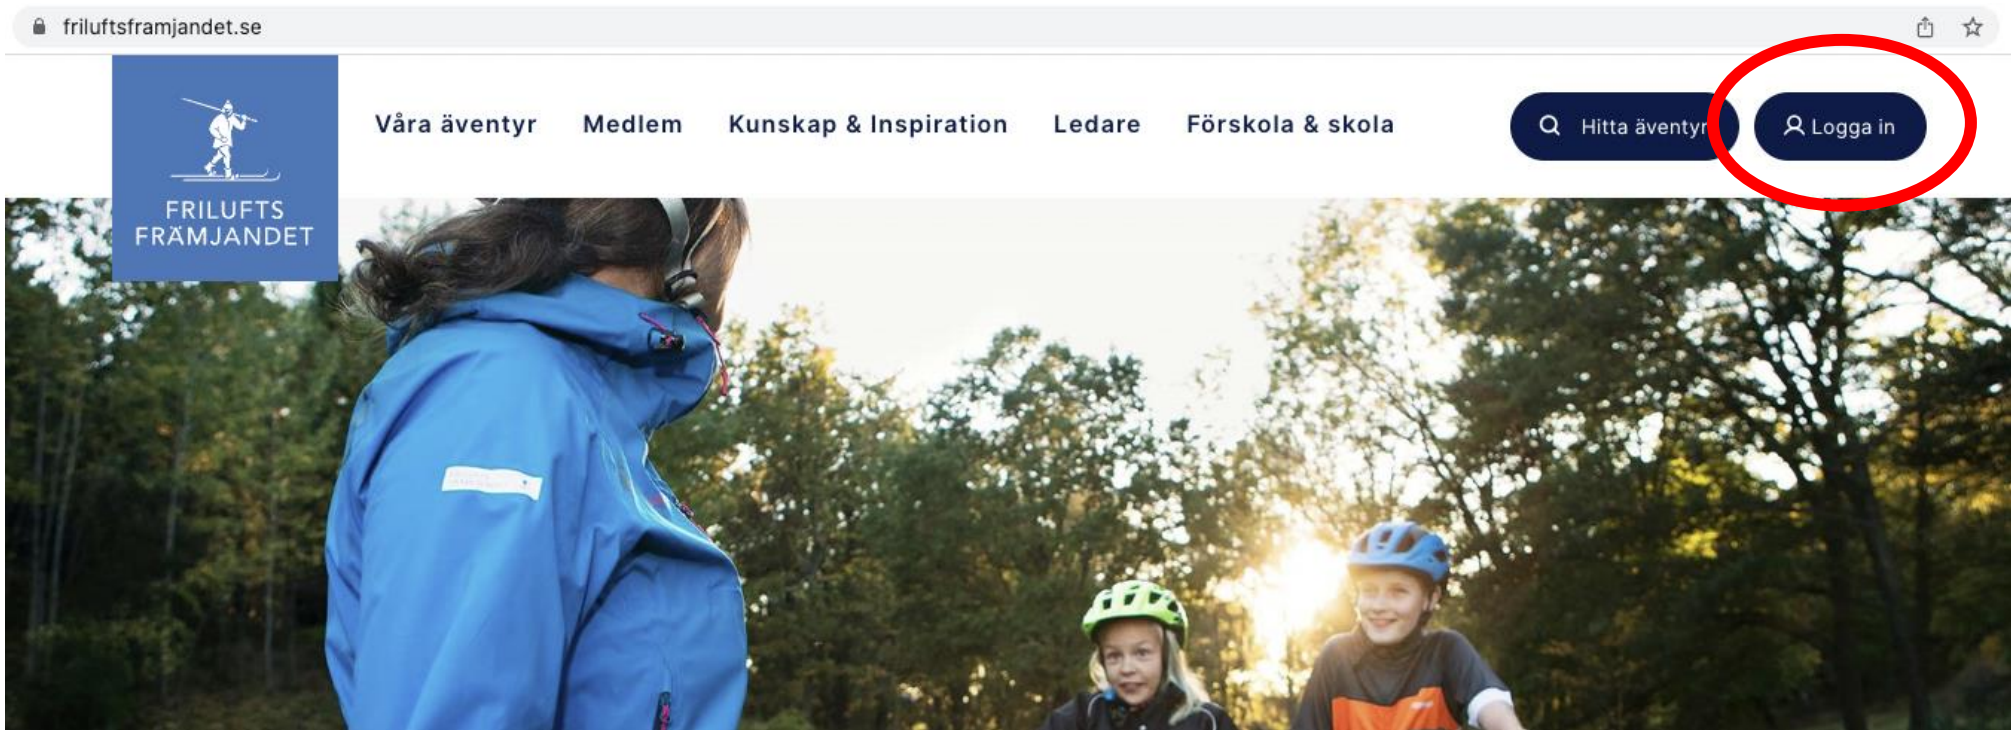 friluftsframjandet.se
FRILUFTS
FRÄMJANDET
Våra äventyr Medlem Kunskap & Inspiration Ledare Förskola & skola Hitta äventyr Logga in